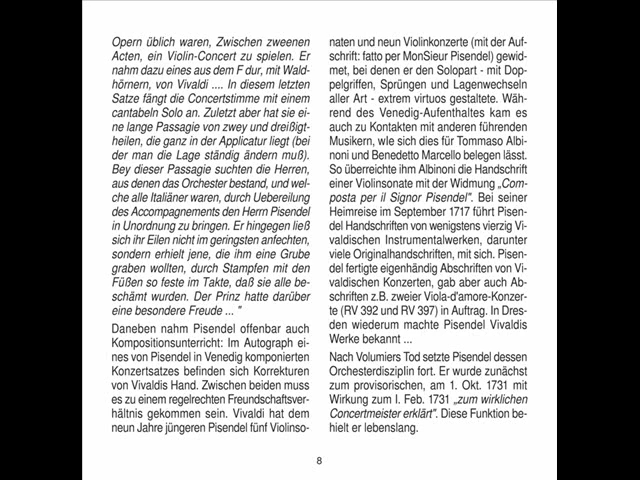 Opern üblich waren, Zwischen zweenen
Acten, ein Violin-Concert zu spielen. Er
nahm dazu eines aus dem F dur, mit Wald-
hörnern, von Vivaldi .... In diesem letzten
Satze fängt die Concertstimme mit einem
cantabeln Solo an. Zuletzt aber hat sie ei-
ne lange Passagie von zwey und dreißigt-
heilen, die ganz in der Applicatur liegt (bei
der man die Lage ständig ändern muß).
Bey dieser Passagie suchten die Herren,
aus denen das Orchester bestand, und wel-
che alle Italiäner waren, durch Uebereilung
des Accompagnements den Herrn Pisendel
in Unordnung zu bringen. Er hingegen ließ
sich ihr Eilen nicht im geringsten anfechten,
sondern erhielt jene, die ihm eine Grube
graben wollten, durch Stampfen mit den
Füßen so feste im Takte, daß sie alle be-
schämt wurden. Der Prinz hatte darüber
eine besondere Freude ... "
Daneben nahm Pisendel offenbar auch
Kompositionsunterricht: Im Autograph ei-
nes von Pisendel in Venedig komponierten
Konzertsatzes befinden sich Korrekturen
von Vivaldis Hand. Zwischen beiden muss
es zu einem regelrechten Freundschaftsver-
hältnis gekommen sein. Vivaldi hat dem
neun Jahre jüngeren Pisendel fünf Violinso-
naten und neun Violinkonzerte (mit der Auf-
schrift: fatto per MonSieur Pisendel) gewid-
met, bei denen er den Solopart - mit Dop-
pelgriffen, Sprüngen und Lagenwechseln
aller Art - extrem virtuos gestaltete. Wäh-
rend des Venedig-Aufenthaltes kam es
auch zu Kontakten mit anderen führenden
Musikern, wie sich dies für Tommaso Albi-
noni und Benedetto Marcello belegen lässt.
So überreichte ihm Albinoni die Handschrift
einer Violinsonate mit der Widmung „Com-
posta per il Signor Pisendel". Bei seiner
Heimreise im September 1717 führt Pisen-
del Handschriften von wenigstens vierzig Vi-
valdischen Instrumentalwerken, darunter
viele Originalhandschriften, mit sich. Pisen-
del fertigte eigenhändig Abschriften von Vi-
valdischen Konzerten, gab aber auch Ab-
schriften z.B. zweier Viola-d'amore-Konzer-
te (RV 392 und RV 397) in Auftrag. In Dres-
den wiederum machte Pisendel Vivaldis
Werke bekannt ...
Nach Volumiers Tod setzte Pisendel dessen
Orchesterdisziplin fort. Er wurde zunächst
zum provisorischen, am 1. Okt. 1731 mit
Wirkung zum I. Feb. 1731 „zum wirklichen
Concertmeister erklärt". Diese Funktion be-
hielt er lebenslang.
8